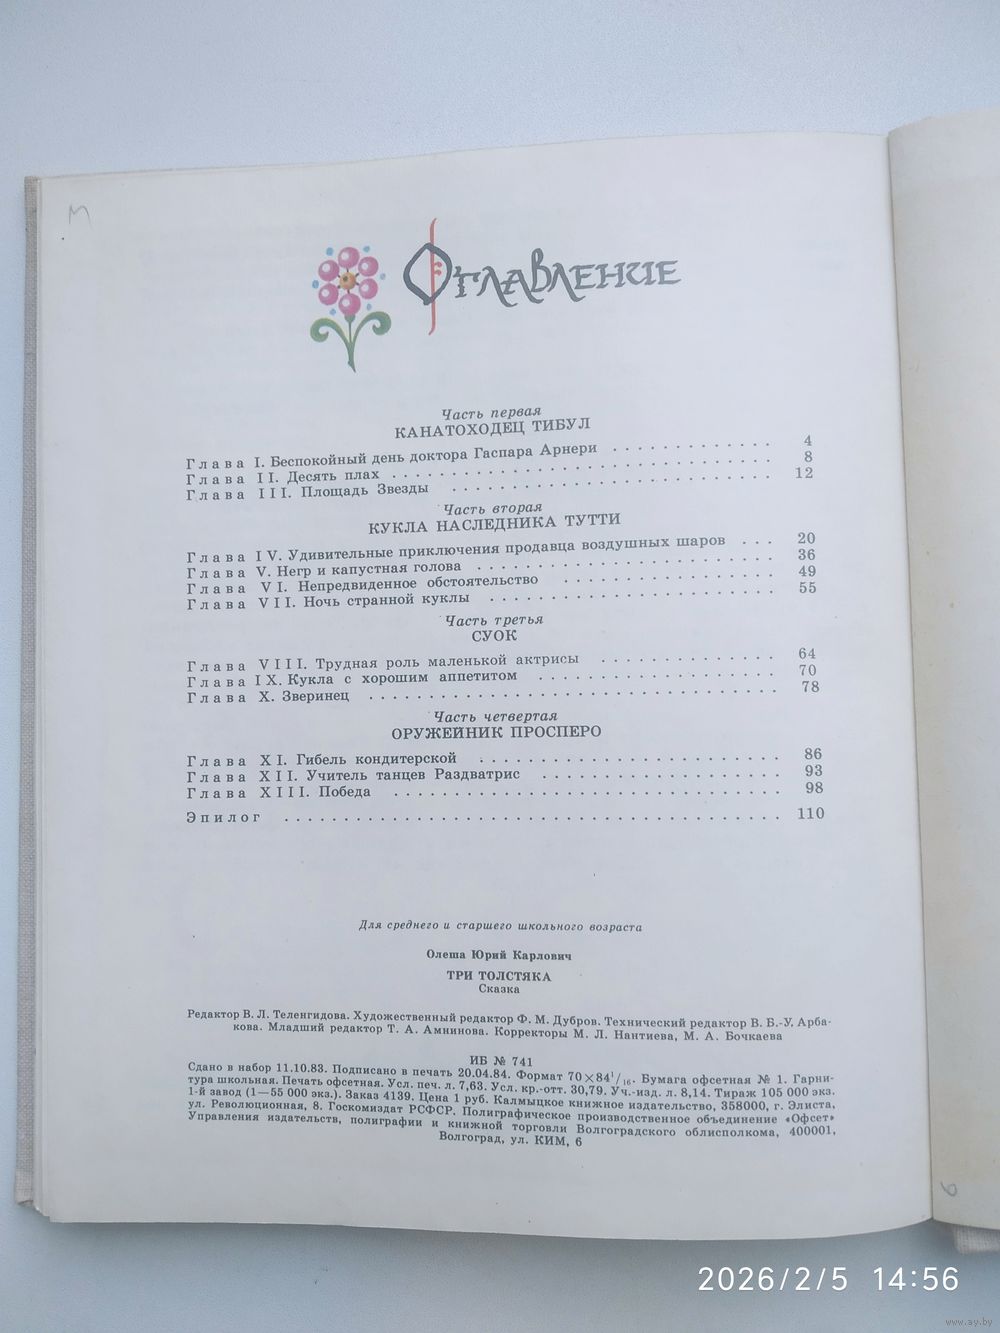 М
Оглавление
Часть первая
КАНАТОХОДЕЦ ТИБУЛ
Глава I. Беспокойный день доктора Гаспара Арнери . . . . . . . . . . . 4
Глава II. Десять плах . . . . . . . . . . . . . . . . . . . . . . . . . . 8
Глава III. Площадь Звезды . . . . . . . . . . . . . . . . . . . . . . 12
Часть вторая
КУКЛА НАСЛЕДНИКА ТУТТИ
Глава IV. Удивительные приключения продавца воздушных шаров . . . 20
Глава V. Негр и капустная голова . . . . . . . . . . . . . . . . . . . 36
Глава VI. Непредвиденное обстоятельство . . . . . . . . . . . . . . 49
Глава VII. Ночь странной куклы . . . . . . . . . . . . . . . . . . . 55
Часть третья
СУОК
Глава VIII. Трудная роль маленькой актрисы . . . . . . . . . . . . 64
Глава IX. Кукла с хорошим аппетитом . . . . . . . . . . . . . . . . 70
Глава X. Зверинец . . . . . . . . . . . . . . . . . . . . . . . . . . . . 78
Часть четвертая
ОРУЖЕЙНИК ПРОСПЕРО
Глава XI. Гибель кондитерской . . . . . . . . . . . . . . . . . . . . 86
Глава XII. Учитель танцев Раздватрис . . . . . . . . . . . . . . . . 93
Глава XIII. Победа . . . . . . . . . . . . . . . . . . . . . . . . . . 98
Эпилог . . . . . . . . . . . . . . . . . . . . . . . . . . . . . . . . . . 110
Для среднего и старшего школьного возраста
Олеша Юрий Карлович
ТРИ ТОЛСТЯКА
Сказка
Редактор В. Л. Теленгидова. Художественный редактор Ф. М. Дубров. Технический редактор В. Б.-У. Арба-
кова. Младший редактор Т. А. Амнинова. Корректоры М. Л. Нантиева, М. А. Бочкаева
ИБ № 741
Сдано в набор 11.10.83. Подписано в печать 20.04.84. Формат 70×84¹/₁₆. Бумага офсетная № 1. Гарни-
тура школьная. Печать офсетная. Усл. печ. л. 7,63. Усл. кр.-отт. 30,79. Уч.-изд. л. 8,14. Тираж 105 000 экз.
1-й завод (1—55 000 экз.). Заказ 4139. Цена 1 руб. Калмыцкое книжное издательство, 358000, г. Элиста,
ул. Революционная, 8. Госкомиздат РСФСР. Полиграфическое производственное объединение «Офсет»
Управления издательств, полиграфии и книжной торговли Волгоградского облисполкома, 400001,
Волгоград, ул. КИМ, 6
2026/2/5 14:56
www.ay.by